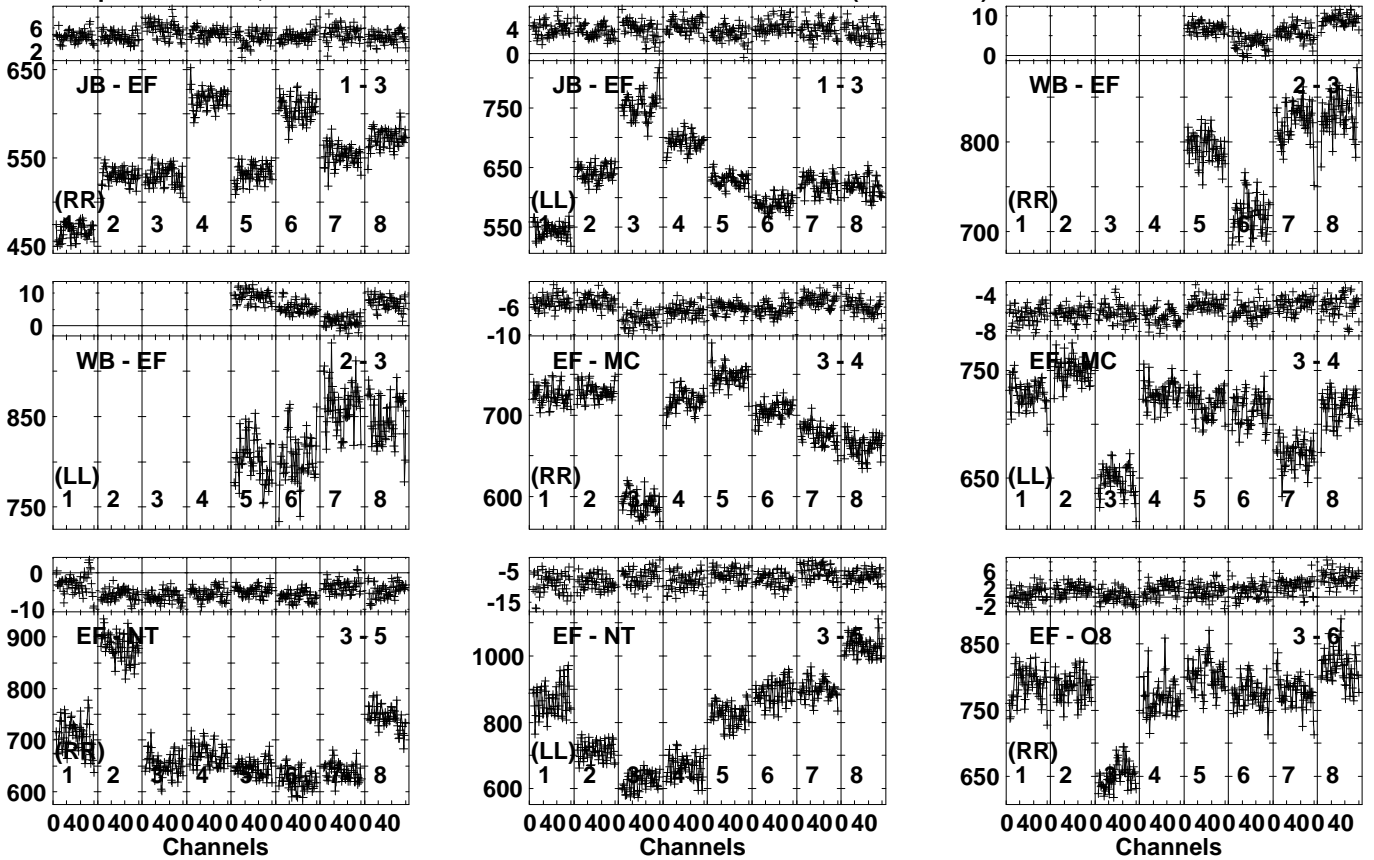 6
2
650
JB - EF 1 - 3
550
(RR)
1 2 3 4 5 6 7 8
450
4
0
JB - EF 1 - 3
750
650
(LL)
1 2 3 4 5 6 7 8
550
10
0
WB - EF 2 - 3
800
(RR)
1 2 3 4 5 6 7 8
700
10
0
WB - EF 2 - 3
850
(LL)
1 2 3 4 5 6 7 8
750
-6
-10
EF - MC 3 - 4
700
(RR)
600 1 2 3 4 5 6 7 8
-4
-8
EF - MC 3 - 4
750
650
(LL)
1 2 3 4 5 6 7 8
0
-10
900 EF - NT 3 - 5
800
700
(RR)
1 2 3 4 5 6 7 8
600
0 40 0 40 0 40 0 40 0 40 0 40 0 40 0 40
Channels
-5
-15
EF - NT 3 - 5
1000
800
(LL)
1 2 3 4 5 6 7 8
600
0 40 0 40 0 40 0 40 0 40 0 40 0 40 0 40
Channels
6
2
-2
EF - O8 3 - 6
850
750
(RR)
650 1 2 3 4 5 6 7 8
0 40 0 40 0 40 0 40 0 40 0 40 0 40 0 40
Channels